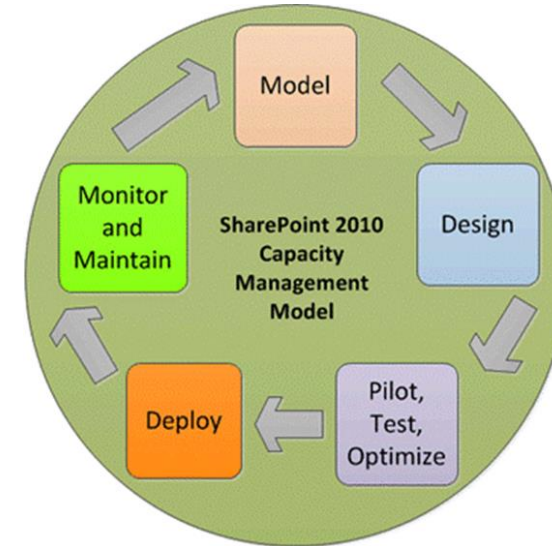 Model
Design
Pilot,
Test,
Optimize
Deploy
Monitor
and
Maintain
SharePoint 2010
Capacity
Management
Model